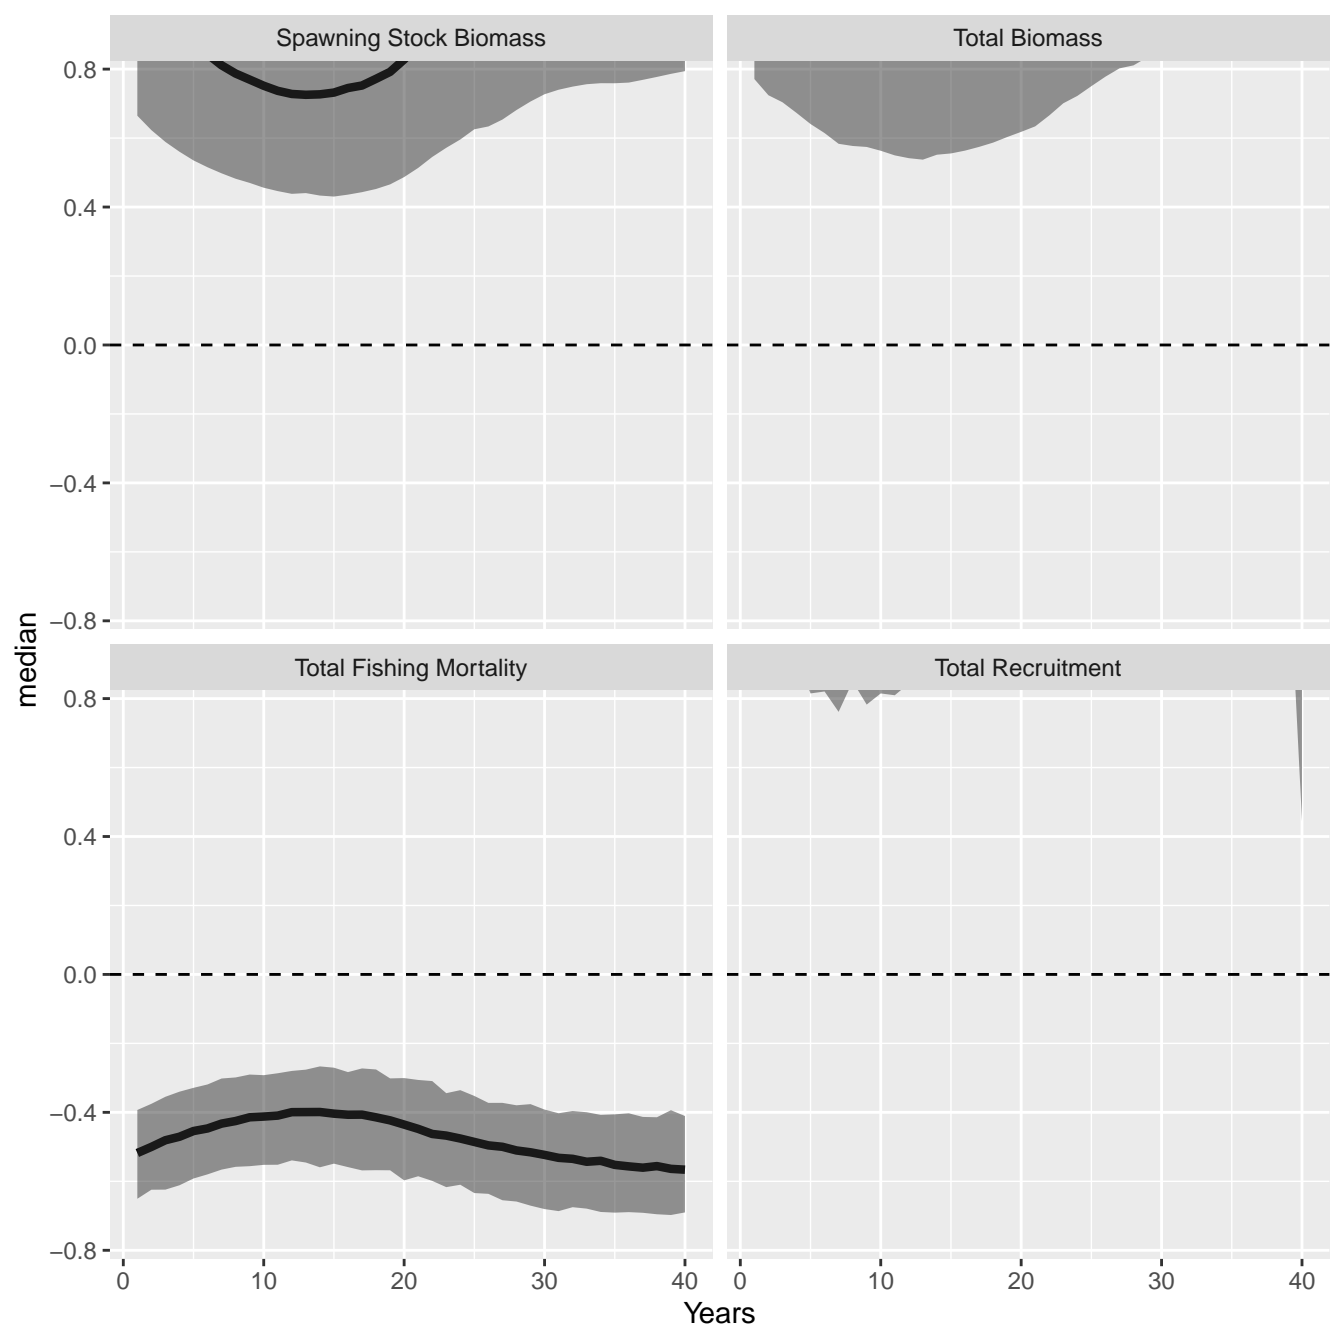 Spawning Stock Biomass
Total Biomass
0.8
0.4
0.0
−0.4
−0.8
median
Total Fishing Mortality
Total Recruitment
0.8
0.4
0.0
−0.4
−0.8
0 10 20 30 40
0 10 20 30 40
Years